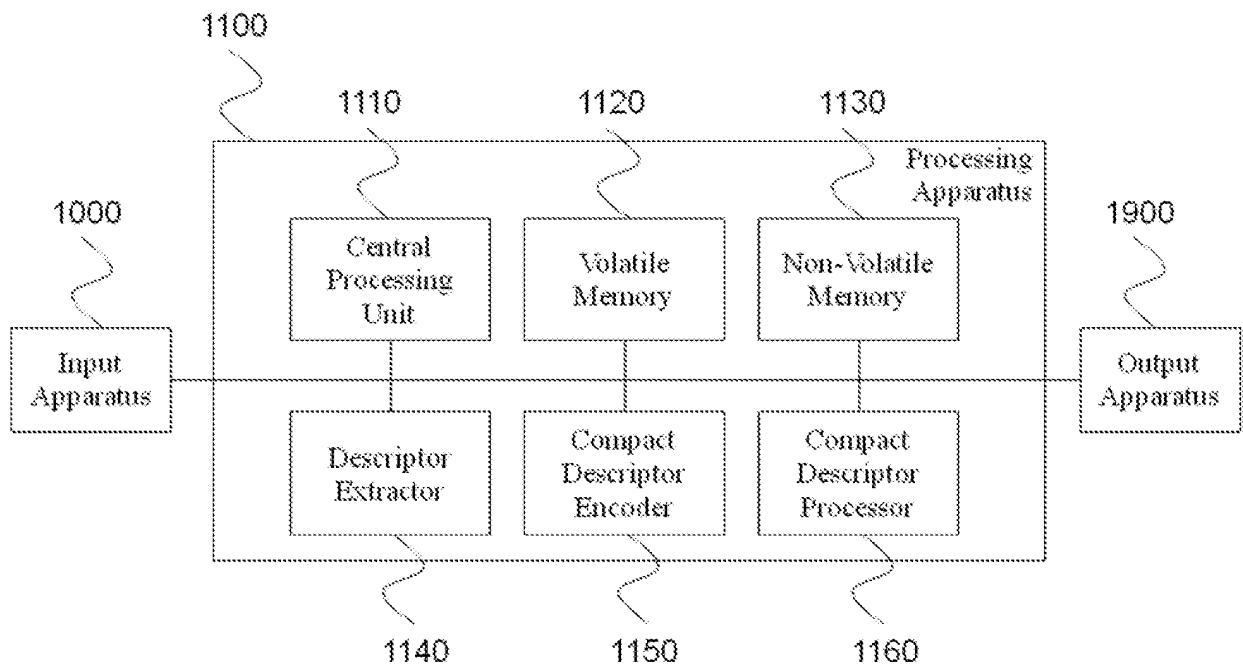 1100
1110
1120
1130
Processing
Apparatus
1000
1900
Central
Processing
Unit
Volatile
Memory
Non-Volatile
Memory
Input
Apparatus
Output
Apparatus
Descriptor
Extractor
Compact
Descriptor
Encoder
Compact
Descriptor
Processor
1140
1150
1160